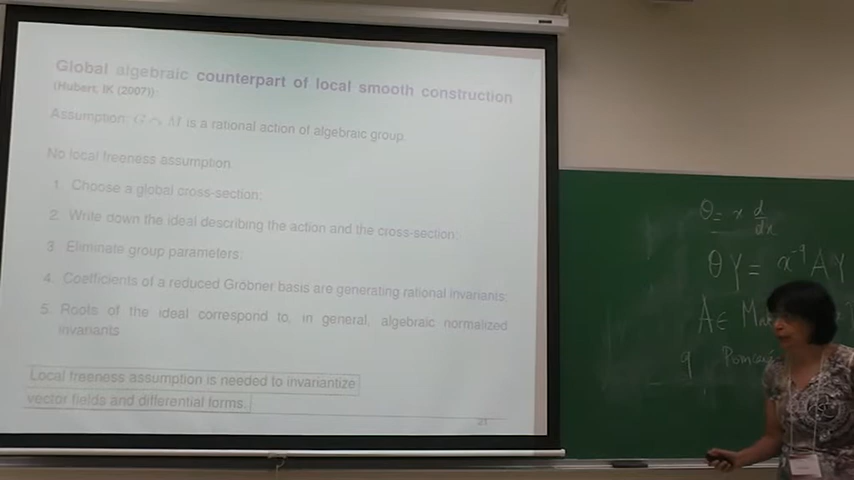 Global algebraic counterpart of local smooth construction
(Hubert, IK (2007))
Assumption: G ↷ M is a rational action of algebraic group.
No local freeness assumption.
1. Choose a global cross-section;
2. Write down the ideal describing the action and the cross-section;
3. Eliminate group parameters;
4. Coefficients of a reduced Gröbner basis are generating rational invariants;
5. Roots of the ideal correspond to, in general, algebraic normalized
invariants
Local freeness assumption is needed to invariantize
vector fields and differential forms.
21
θ = x d/dx
θY = x⁻q A Y
A ∈
q